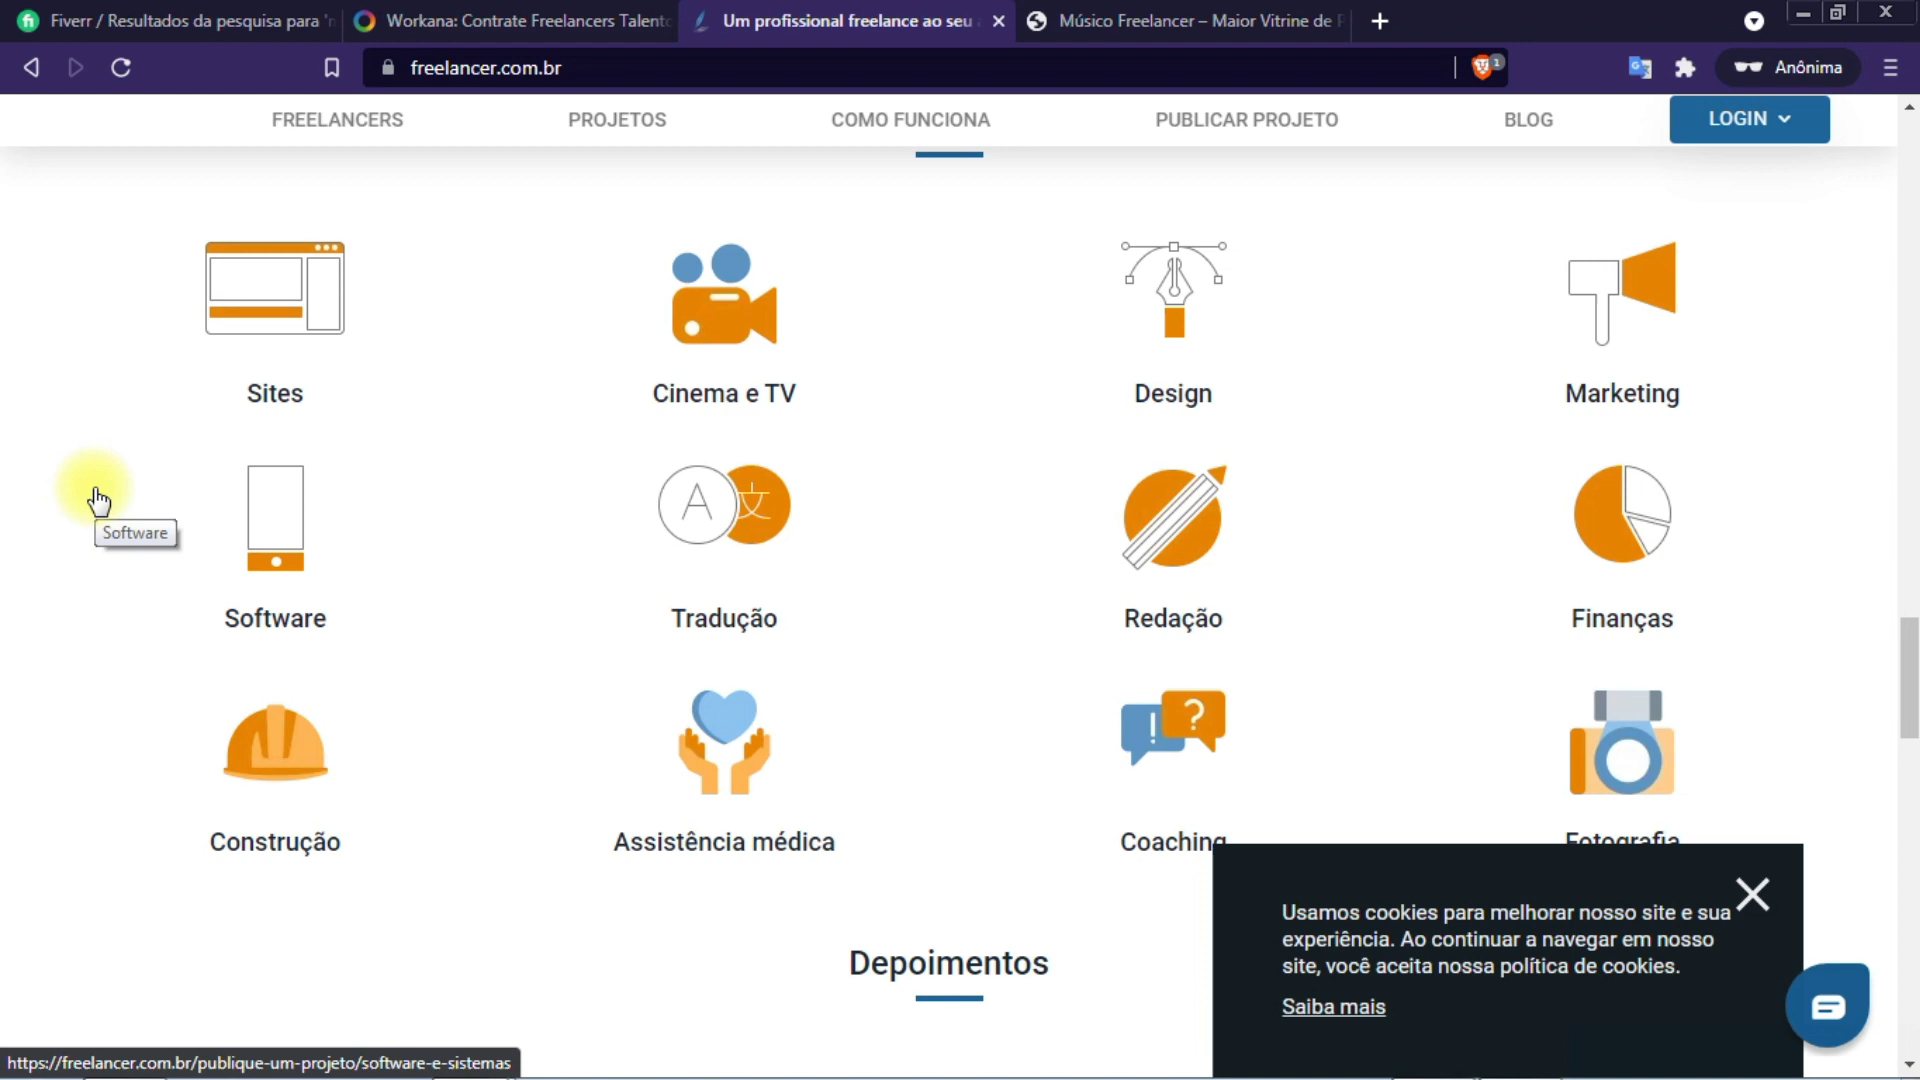 Fiverr / Resultados da pesquisa para
Workana: Contrate Freelancers Talent
Um profissional freelance ao seu
Músico Freelancer – Maior Vitrine de
freelancer.com.br
1
Anônima
FREELANCERS
PROJETOS
COMO FUNCIONA
PUBLICAR PROJETO
BLOG
LOGIN
Sites
Cinema e TV
Design
Marketing
A
文
Software
Software
Tradução
Redação
Finanças
! ?
Construção
Assistência médica
Coaching
Fotografia
Depoimentos
Usamos cookies para melhorar nosso site e sua
experiência. Ao continuar a navegar em nosso
site, você aceita nossa política de cookies.
Saiba mais
https://freelancer.com.br/publique-um-projeto/software-e-sistemas